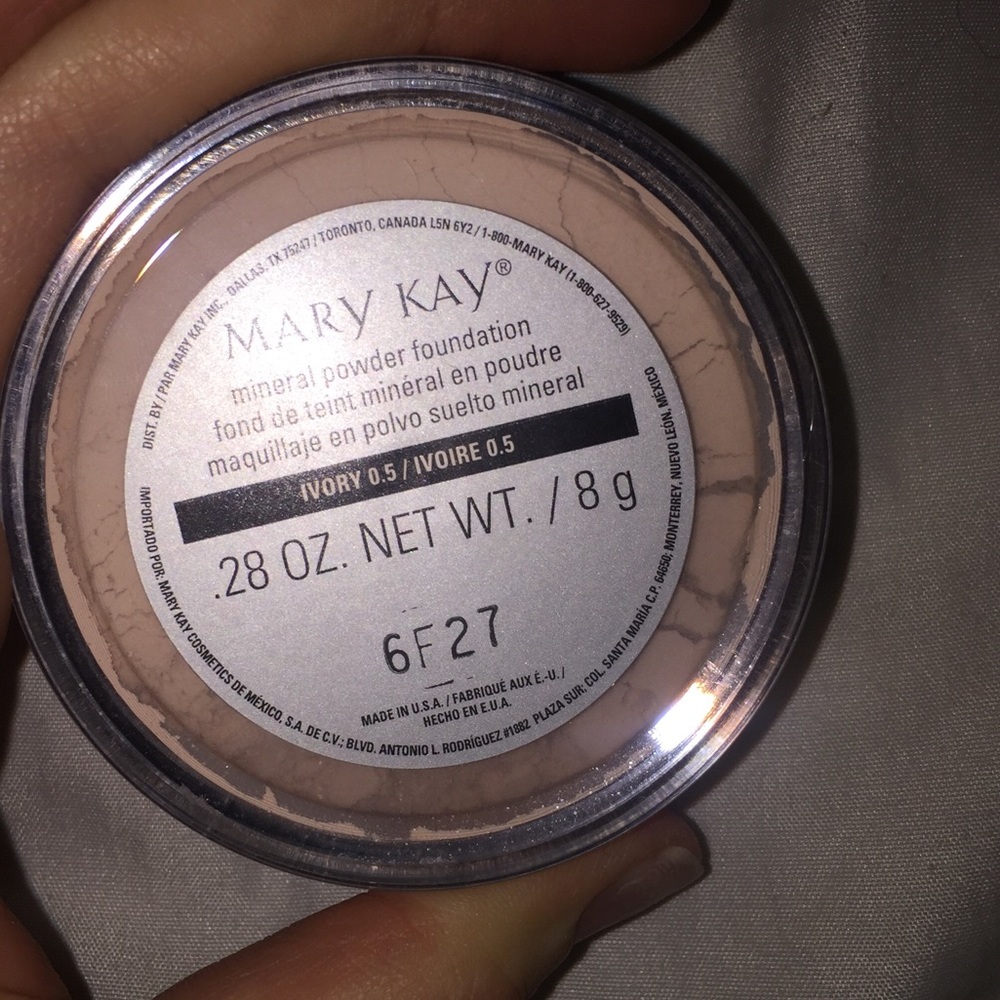 DIST. BY / PAR MARY KAY INC., DALLAS, TX 75247 / TORONTO, CANADA L5N 6Y2 / 1-800-MARY KAY (1-800-627-9529)
MARY KAY®
mineral powder foundation
fond de teint minéral en poudre
maquillaje en polvo suelto mineral
IVORY 0.5 / IVOIRE 0.5
.28 OZ. NET WT. / 8 g
6F27
MADE IN U.S.A. / FABRIQUÉ AUX É.-U. /
HECHO EN E.U.A.
IMPORTADO POR: MARY KAY COSMETICS DE MÉXICO, S.A. DE C.V.; BLVD. ANTONIO L. RODRÍGUEZ #1882 PLAZA SUR; COL. SANTA MARÍA C.P. 64650; MONTERREY, NUEVO LEÓN, MÉXICO